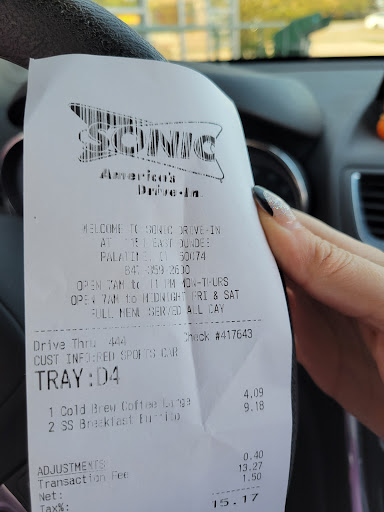 SONIC
America's
Drive-In.
WELCOME TO SONIC DRIVE-IN
AT EAST DUNDEE
PALATINE, IL 60074
847 359 2600
OPEN 7AM to 11 PM MON-THURS
OPEN 7AM to MIDNIGHT FRI & SAT
FULL MENU SERVED ALL DAY
Drive Thru 444 Check #417643
CUST INFO:RED SPORTS CAR
TRAY:D4
1 Cold Brew Coffee Large 4.09
2 SS Breakfast Burrito 9.18
ADJUSTMENTS
Transaction Fee 0.40
Net: 13.27
Tax%: 1.50
15.17